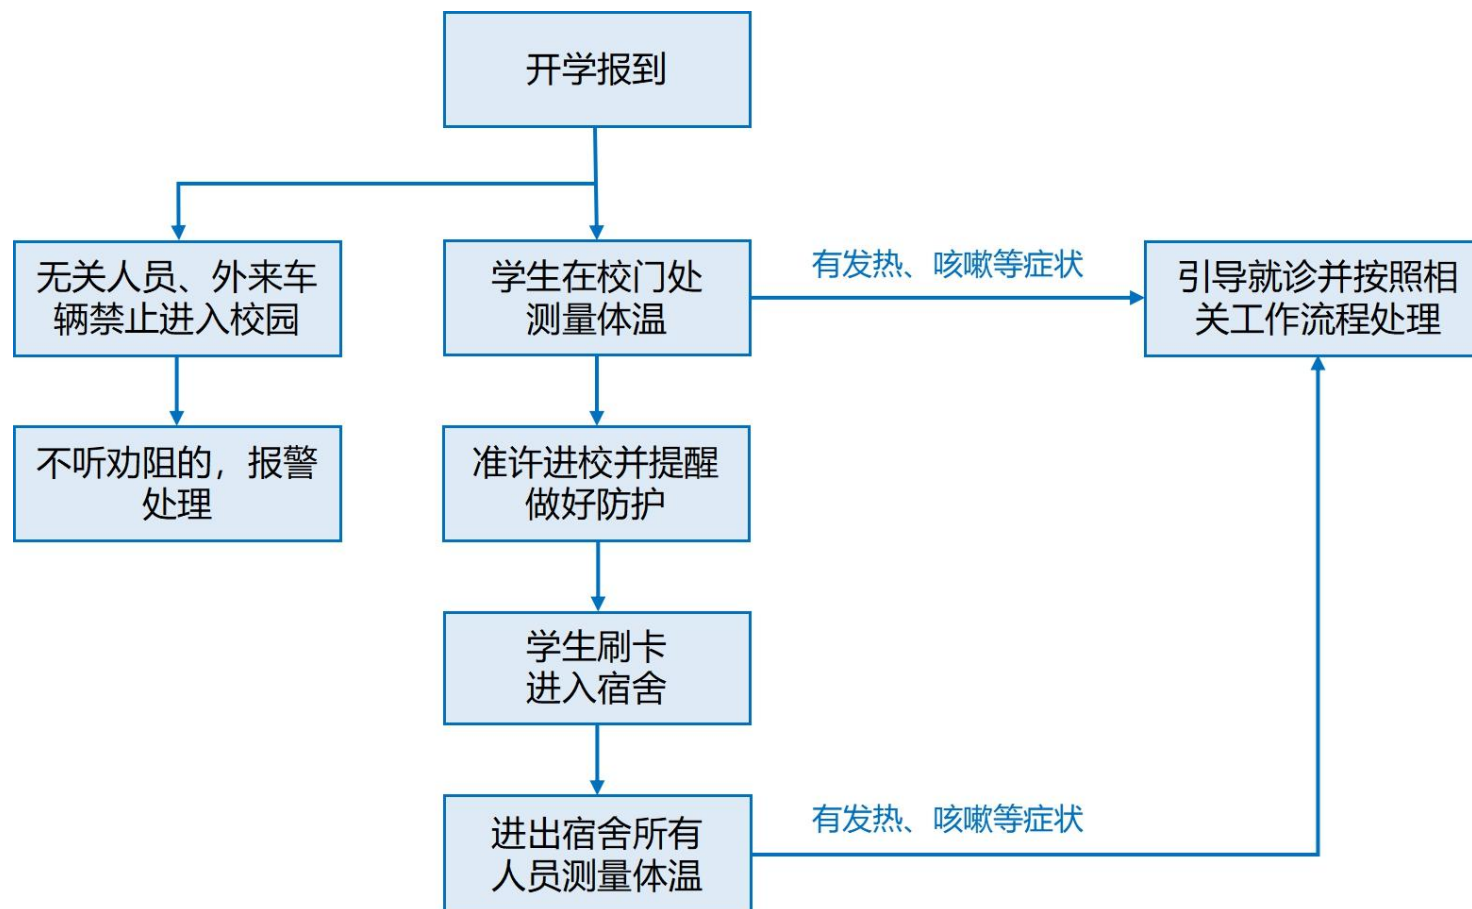 开学报到
无关人员、外来车
辆禁止进入校园
学生在校门处
测量体温
有发热、咳嗽等症状
引导就诊并按照相
关工作流程处理
不听劝阻的，报警
处理
准许进校并提醒
做好防护
学生刷卡
进入宿舍
进出宿舍所有
人员测量体温
有发热、咳嗽等症状